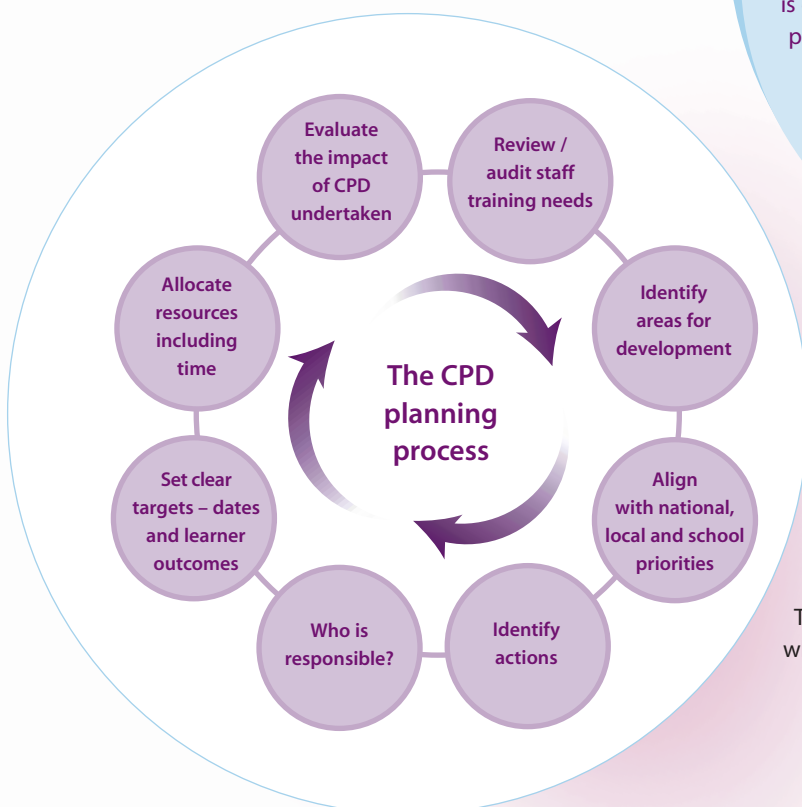 is
p
Evaluate
the impact
of CPD
undertaken
Review /
audit staff
training needs
Identify
areas for
development
Align
with national,
local and school
priorities
Identify
actions
Who is
responsible?
Set clear
targets – dates
and learner
outcomes
Allocate
resources
including
time
The CPD
planning
process
T
w